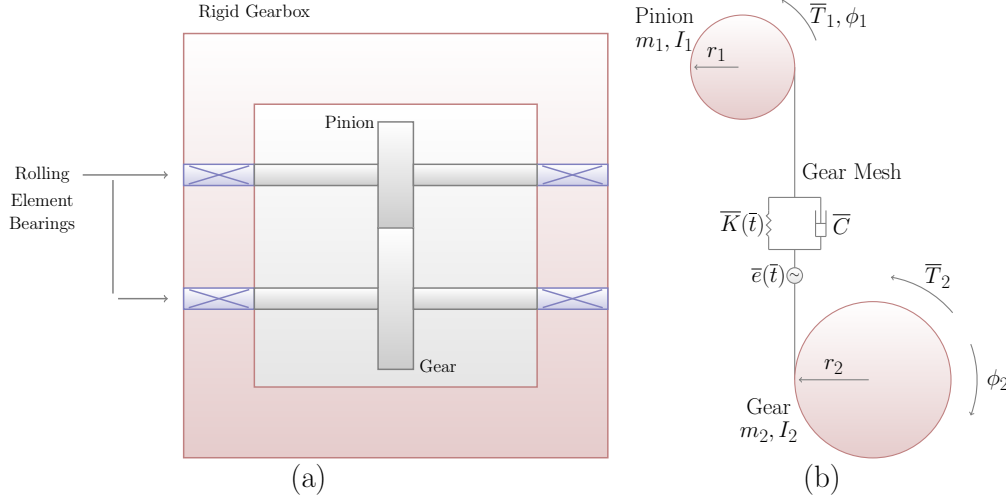 Rigid Gearbox
Pinion
Rolling
Element
Bearings
Gear
(a)
Pinion
m₁, I₁
T̅₁, ϕ₁
r₁
Gear Mesh
K̅(t̅)
C̅
e̅(t̅)
~
T̅₂
r₂
ϕ₂
Gear
m₂, I₂
(b)